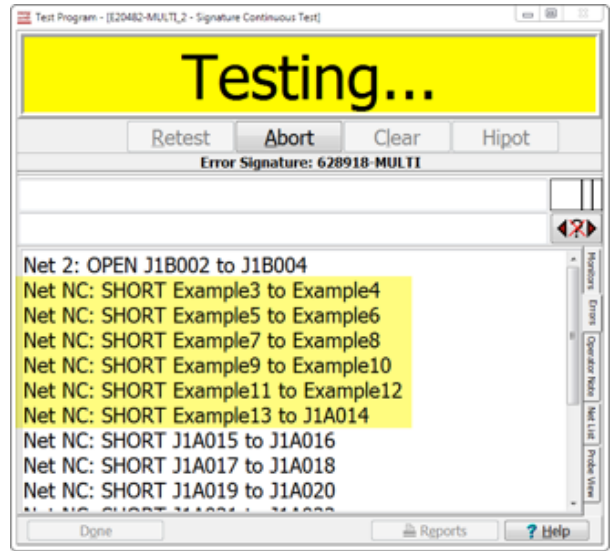 Test Program - [E20482-MULTI_2 - Signature Continuous Test]
Testing...
Retest Abort Clear Hipot
Error Signature: 628918-MULTI
Net 2: OPEN J1B002 to J1B004
Net NC: SHORT Example3 to Example4
Net NC: SHORT Example5 to Example6
Net NC: SHORT Example7 to Example8
Net NC: SHORT Example9 to Example10
Net NC: SHORT Example11 to Example12
Net NC: SHORT Example13 to J1A014
Net NC: SHORT J1A015 to J1A016
Net NC: SHORT J1A017 to J1A018
Net NC: SHORT J1A019 to J1A020
Monitors
Errors
Operator Note
Net List
Probe View
Done Reports ? Help